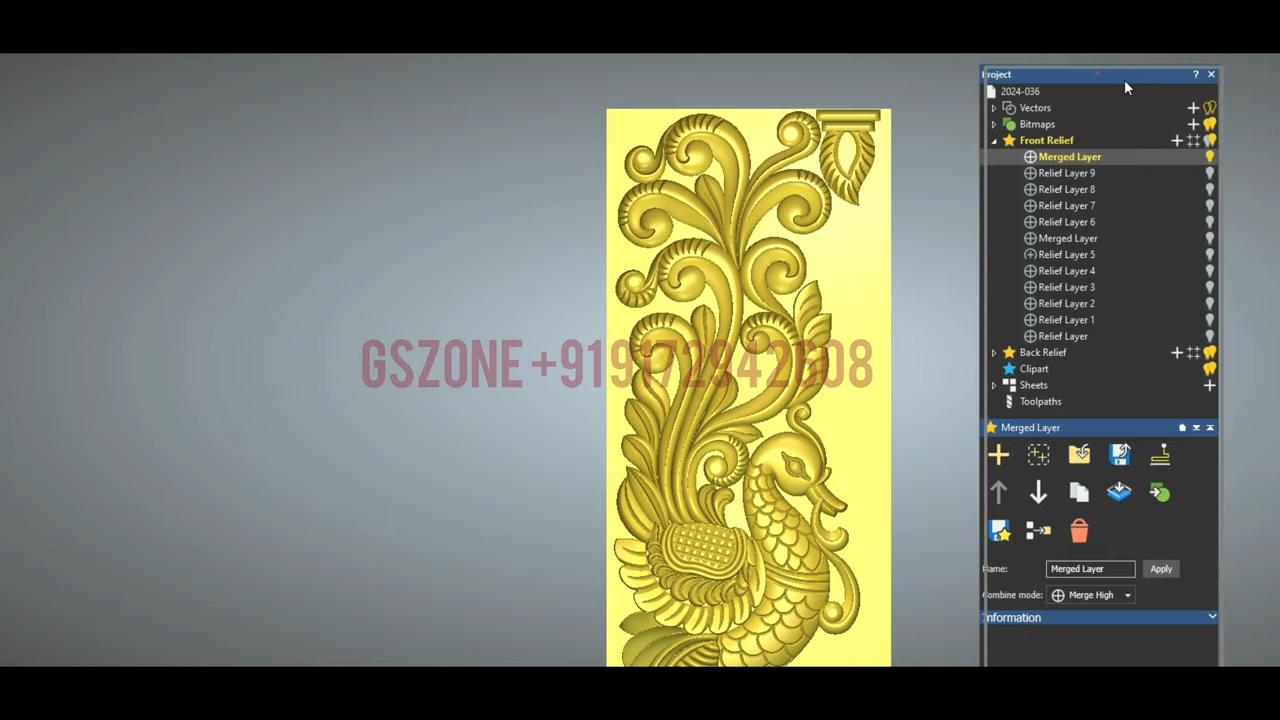 Project
2024-036
Vectors
Bitmaps
Front Relief
Merged Layer
Relief Layer 9
Relief Layer 8
Relief Layer 7
Relief Layer 6
Merged Layer
Relief Layer 5
Relief Layer 4
Relief Layer 3
Relief Layer 2
Relief Layer 1
Relief Layer
Back Relief
Clipart
Sheets
Toolpaths
Merged Layer
Name: Merged Layer Apply
Combine mode: Merge High
Information
GSZONE +919172942608